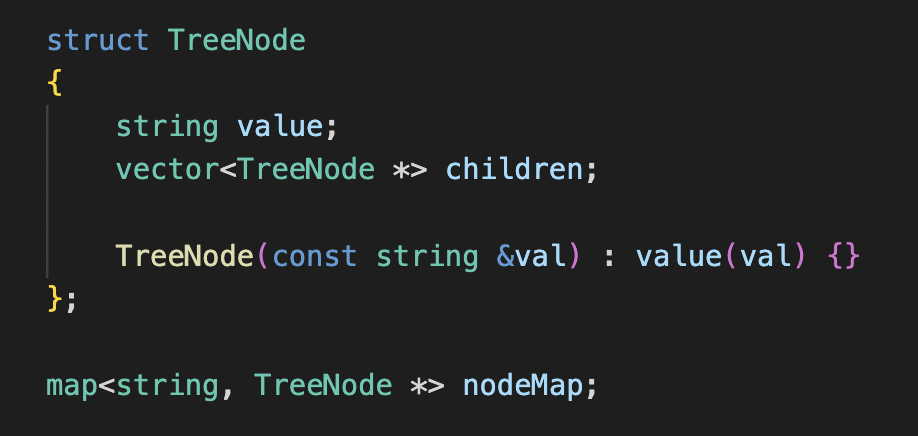 struct TreeNode
{
    string value;
    vector<TreeNode *> children;

    TreeNode(const string &val) : value(val) {}
};

map<string, TreeNode *> nodeMap;